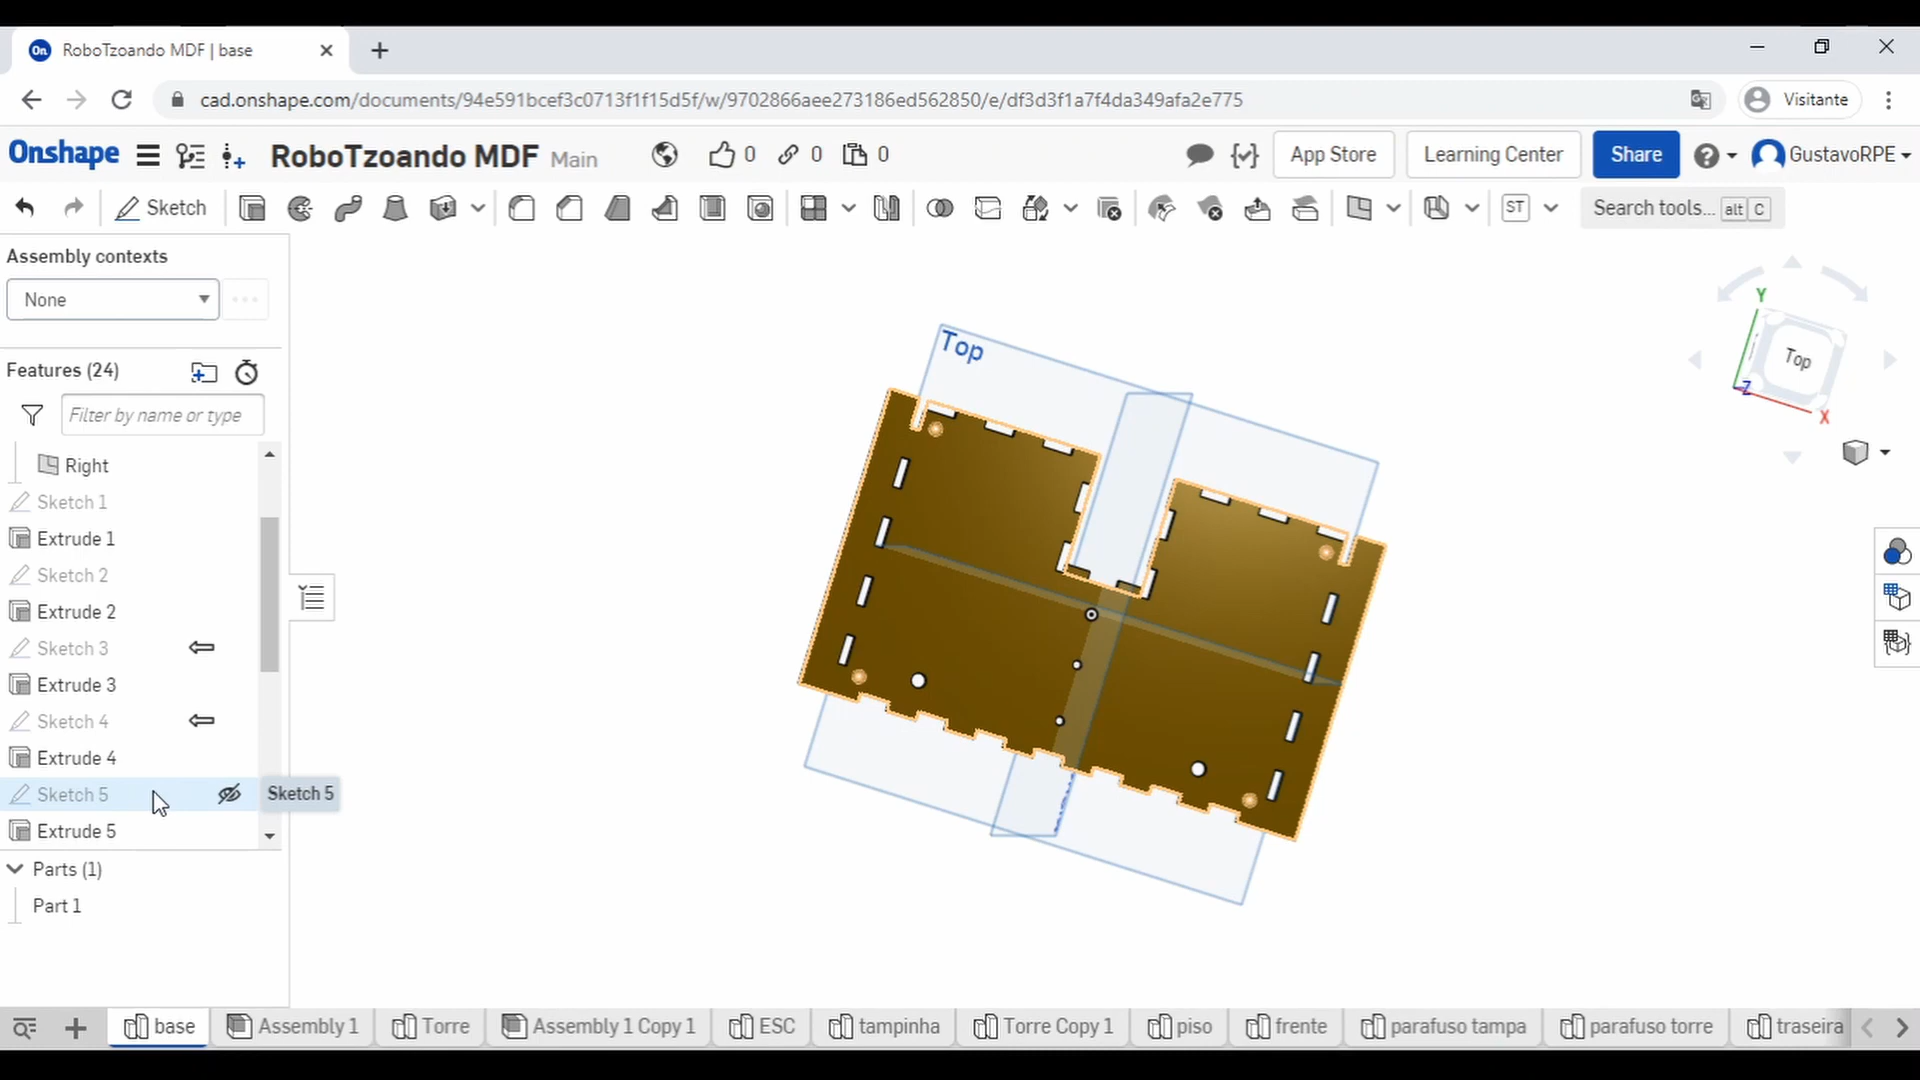 On RoboTzoando MDF | base
cad.onshape.com/documents/94e591bcef3c0713f1f15d5f/w/9702866aee273186ed562850/e/df3d3f1a7f4da349afa2e775
Visitante
Onshape RoboTzoando MDF Main 0 0 0 App Store Learning Center Share GustavoRPE
Sketch ST Search tools... alt C
Assembly contexts
None
Features (24)
Filter by name or type
Right
Sketch 1
Extrude 1
Sketch 2
Extrude 2
Sketch 3
Extrude 3
Sketch 4
Extrude 4
Sketch 5 Sketch 5
Extrude 5
Parts (1)
Part 1
Top
Y
Top
Z
X
base Assembly 1 Torre Assembly 1 Copy 1 ESC tampinha Torre Copy 1 piso frente parafuso tampa parafuso torre traseira